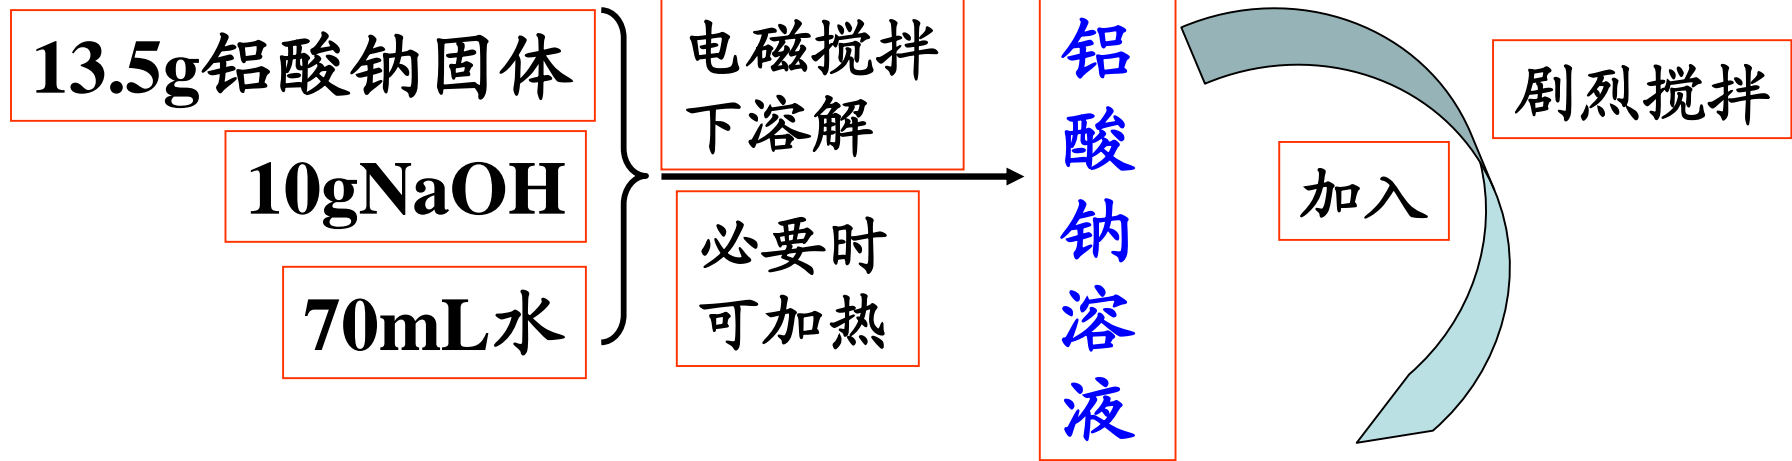 13.5g铝酸钠固体
10gNaOH
70mL水
电磁搅拌
下溶解
必要时
可加热
铝
酸
钠
溶
液
加入
剧烈搅拌